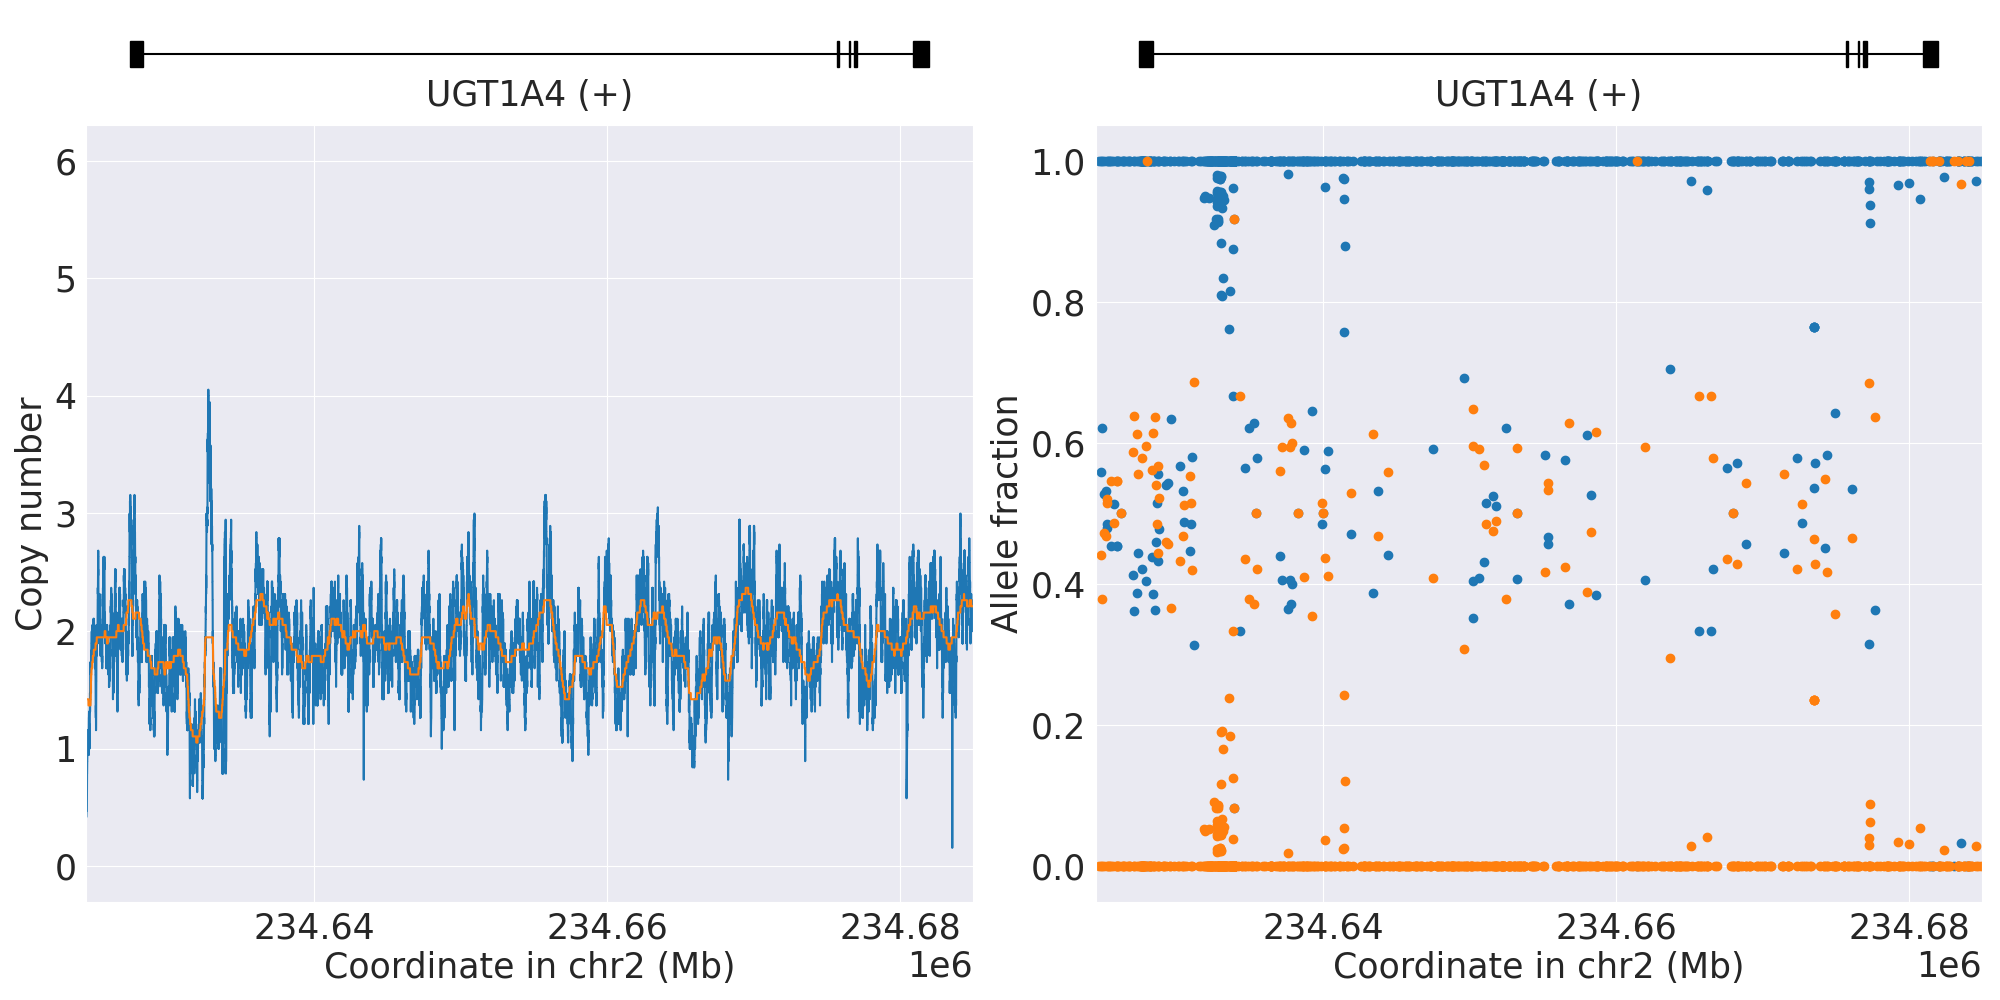 UGT1A4 (+)
6
5
4
3
2
1
0
Copy number
234.64
234.66
234.68
Coordinate in chr2 (Mb)
1e6
UGT1A4 (+)
1.0
0.8
0.6
0.4
0.2
0.0
Allele fraction
234.64
234.66
234.68
Coordinate in chr2 (Mb)
1e6